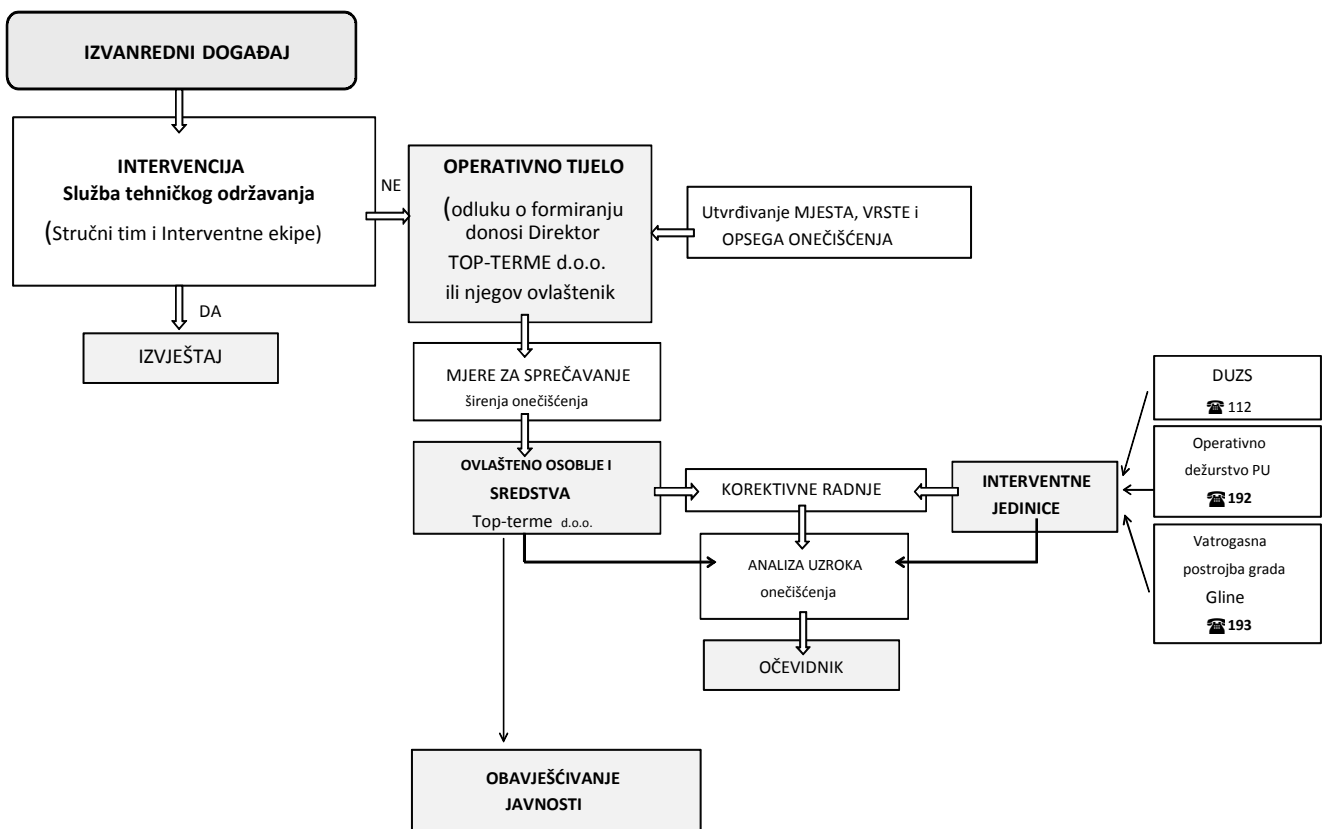 IZVANREDNI DOGAĐAJ
INTERVENCIJA
Služba tehničkog održavanja
(Stručni tim i Interventne ekipe)
NE
OPERATIVNO TIJELO
(odluku o formiranju
donosi Direktor
TOP-TERME d.o.o.
ili njegov ovlaštenik
Utvrđivanje MJESTA, VRSTE i
OPSEGA ONEČIŠĆENJA
DA
IZVJEŠTAJ
MJERE ZA SPREČAVANJE
širenja onečišćenja
OVLAŠTENO OSOBLJE I
SREDSTVA
Top-terme d.o.o.
KOREKTIVNE RADNJE
INTERVENTNE
JEDINICE
DUZS
☎ 112
Operativno
dežurstvo PU
☎192
Vatrogasna
postrojba grada
Gline
☎193
ANALIZA UZROKA
onečišćenja
OČEVIDNIK
OBAVJEŠĆIVANJE
JAVNOSTI